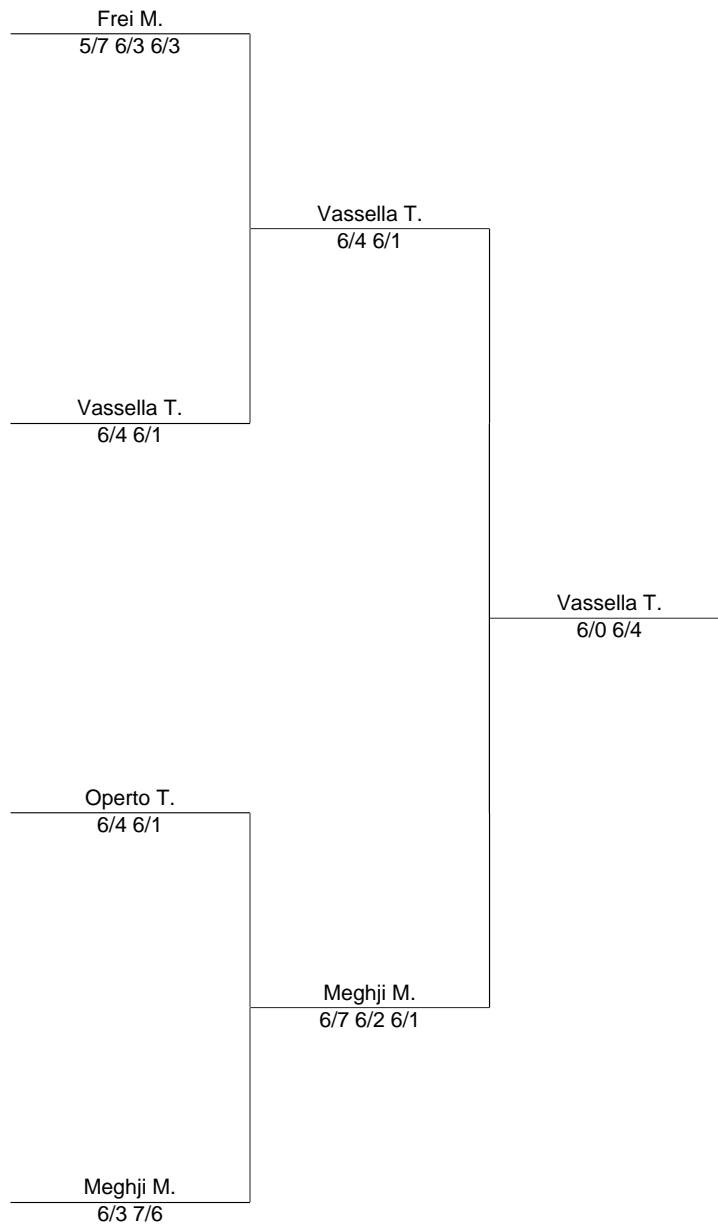 Frei M.
5/7 6/3 6/3
Vassella T.
6/4 6/1
Vassella T.
6/4 6/1
Vassella T.
6/0 6/4
Operto T.
6/4 6/1
Meghji M.
6/7 6/2 6/1
Meghji M.
6/3 7/6